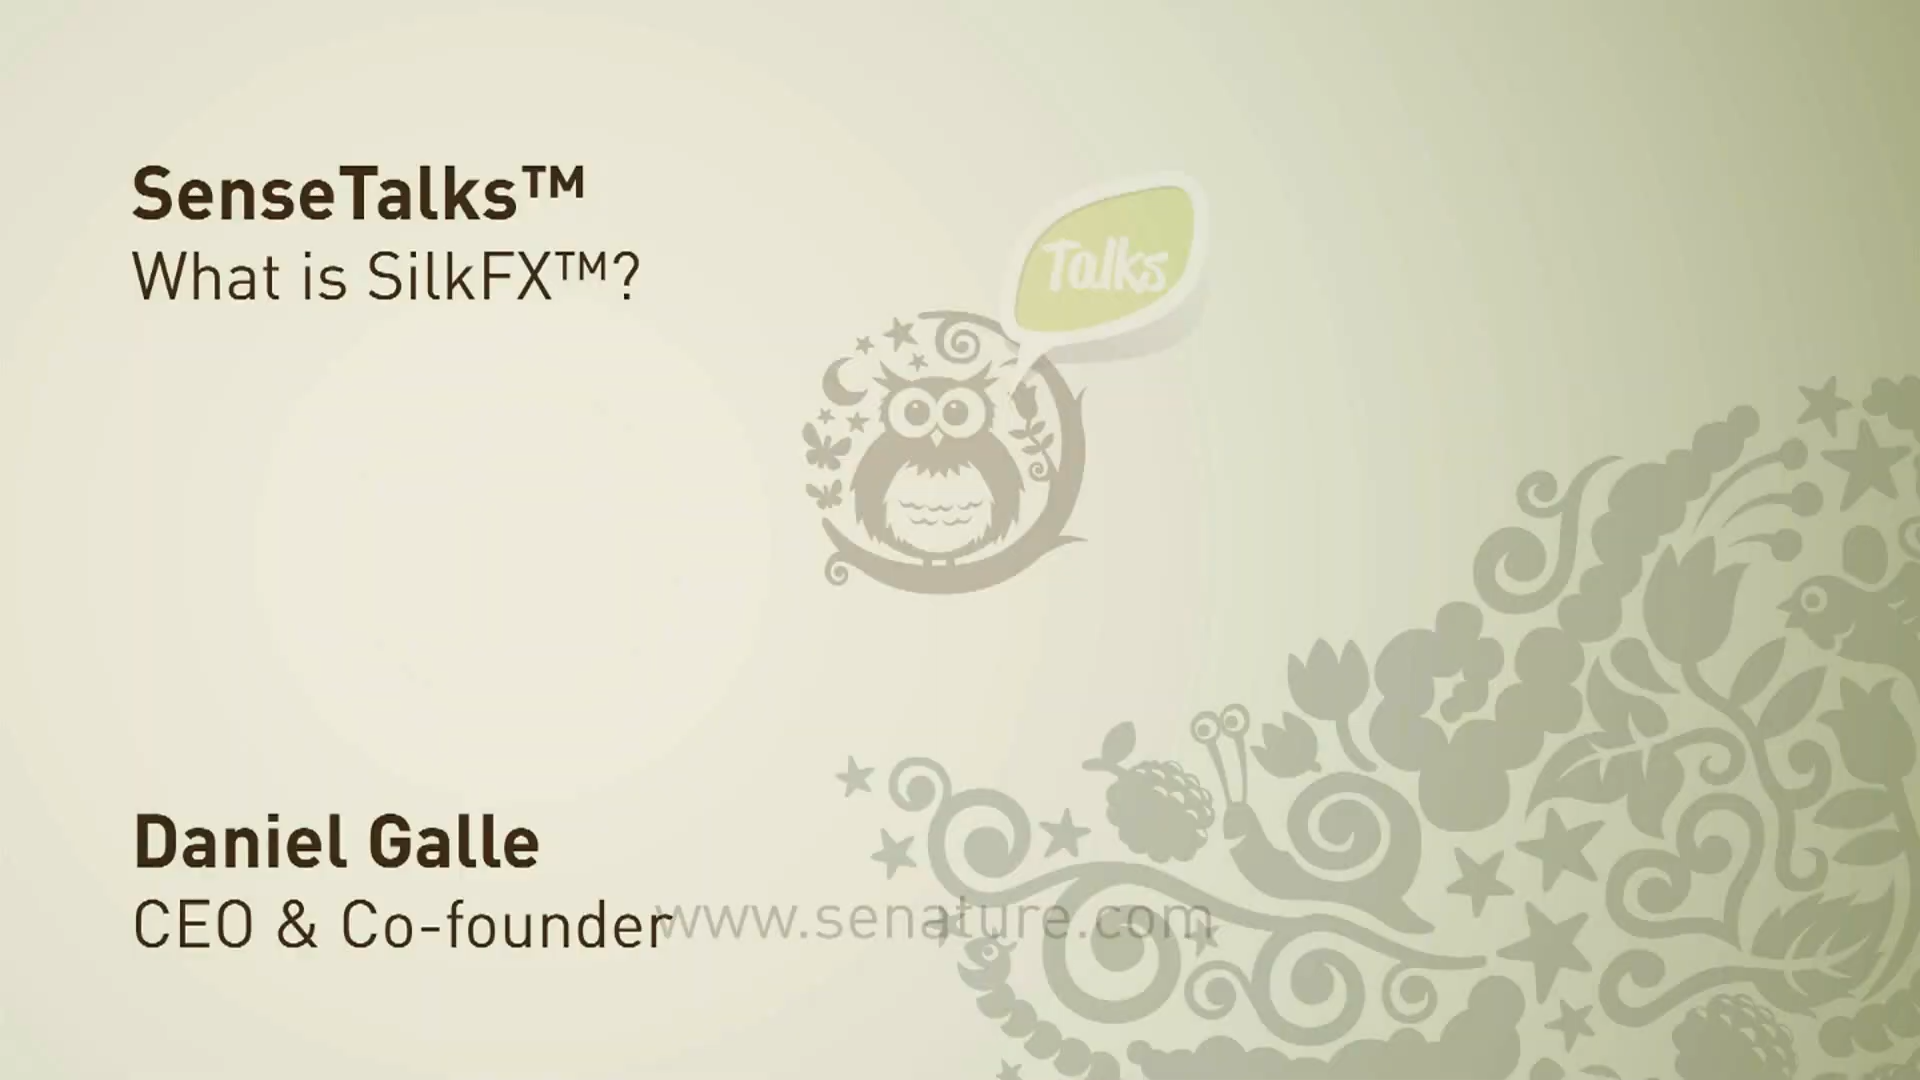 SenseTalks™
What is SilkFX™?
Talks
Daniel Galle
CEO & Co-founder
www.senature.com